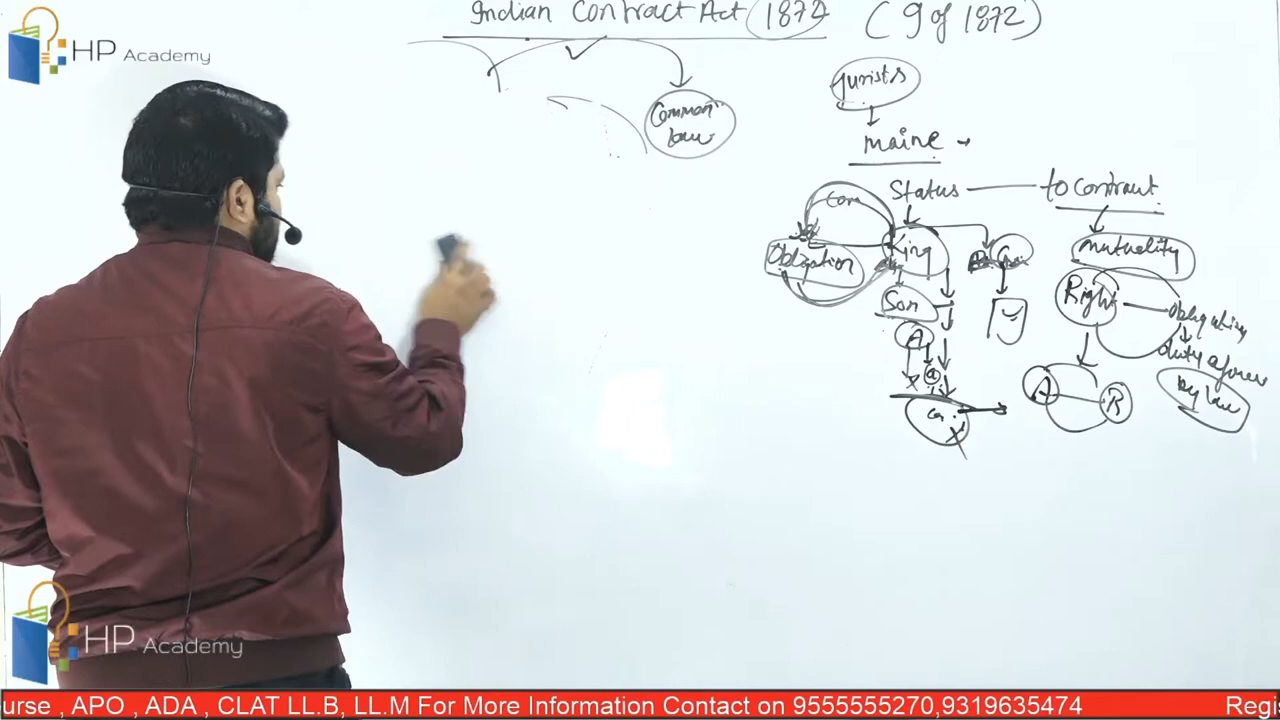 Indian Contract Act 1872 ( 9 of 1872)
HP Academy
Jurists
Common
law
maine
Status
to contract
mutuality
King
Obligation
Son
Right
obligation
duty
by law
A
A
B
HP Academy
urse , APO , ADA , CLAT LL.B, LL.M For More Information Contact on 9555555270,9319635474
Regi